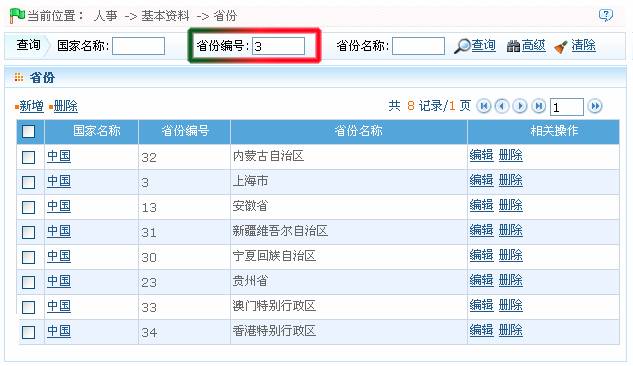 当前位置： 人事 -> 基本资料 -> 省份
查询 国家名称: 省份编号: 3 省份名称: 查询 高级 清除
省份
新增 删除 共 8 记录/1 页 1
国家名称 省份编号 省份名称 相关操作
中国 32 内蒙古自治区 编辑 删除
中国 3 上海市 编辑 删除
中国 13 安徽省 编辑 删除
中国 31 新疆维吾尔自治区 编辑 删除
中国 30 宁夏回族自治区 编辑 删除
中国 23 贵州省 编辑 删除
中国 33 澳门特别行政区 编辑 删除
中国 34 香港特别行政区 编辑 删除